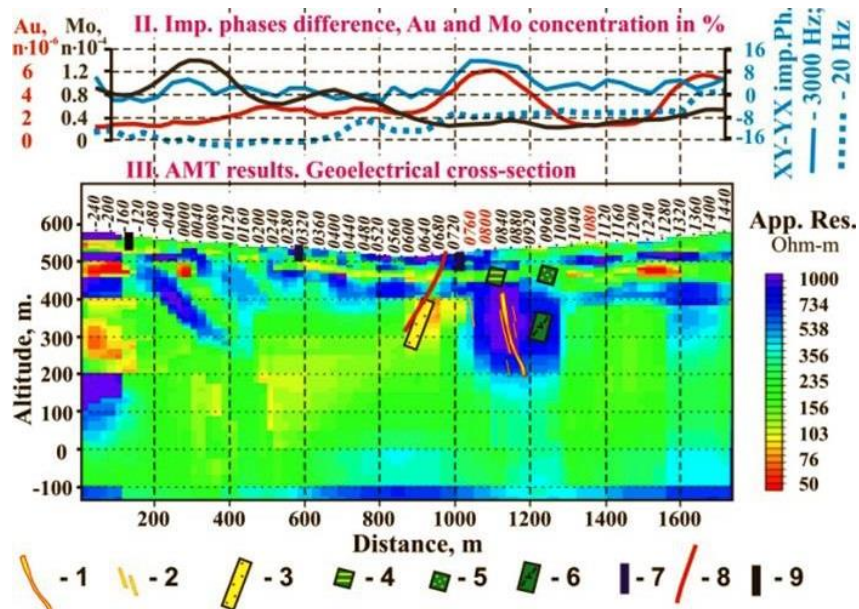 II. Imp. phases difference, Au and Mo concentration in %
Au, Mo,
n·10⁻⁶ n·10⁻⁴
6 1.2
4 0.8
2 0.4
0 0
16
8
0
-8
-16
XY-YX imp.Ph.
- 3000 Hz;
- 20 Hz
III. AMT results. Geoelectrical cross-section
-240 -200 160 120 080 -040 0000 0040 0080 0120 0160 0200 0240 0280 0320 0360 0400 0440 0480 0520 0560 0600 0640 0680 0720 0760 0800 0840 0880 0920 0960 1000 1040 1080 1120 1160 1200 1240 1280 1320 1360 1400 1440
Altitude, m.
600
500
400
300
200
100
0
-100
200 400 600 800 1000 1200 1400 1600
Distance, m
App. Res.
Ohm-m
1000
734
538
356
235
156
103
76
50
- 1 - 2 - 3 - 4 - 5 - 6 - 7 - 8 - 9